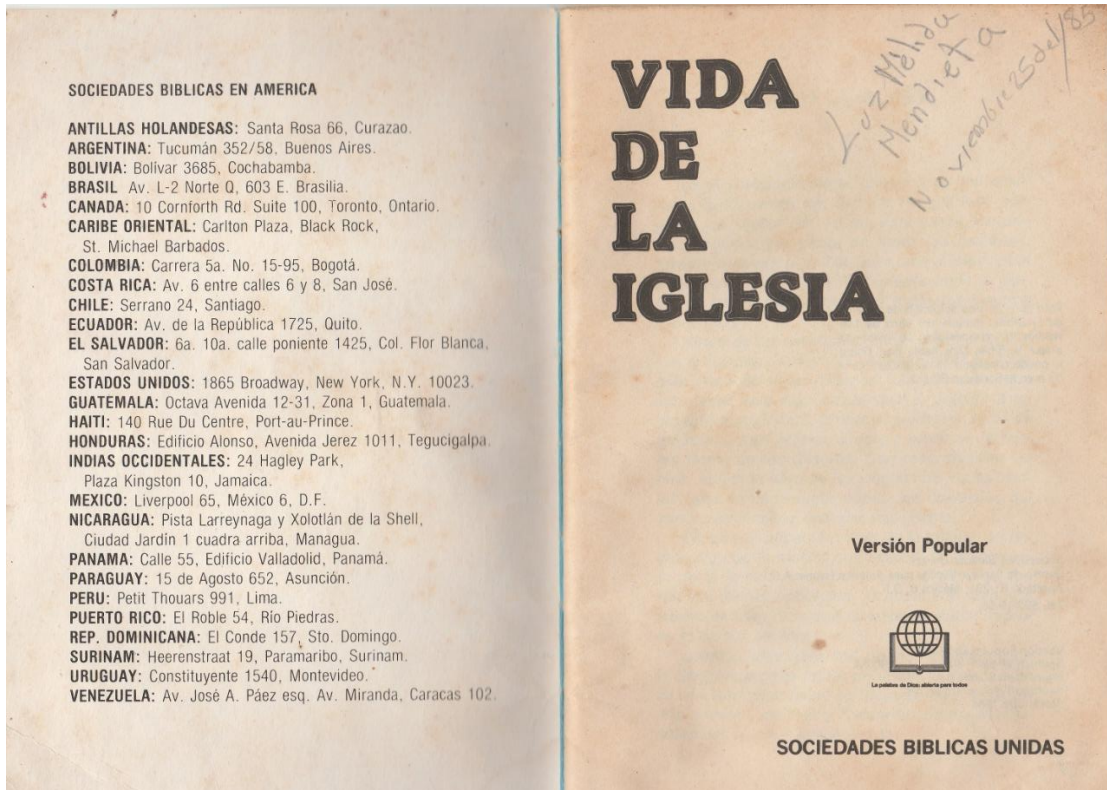 SOCIEDADES BIBLICAS EN AMERICA
ANTILLAS HOLANDESAS: Santa Rosa 66, Curazao.
ARGENTINA: Tucumán 352/58, Buenos Aires.
BOLIVIA: Bolívar 3685, Cochabamba.
BRASIL Av. L-2 Norte Q, 603 E. Brasilia.
CANADA: 10 Cornforth Rd. Suite 100, Toronto, Ontario.
CARIBE ORIENTAL: Carlton Plaza, Black Rock,
St. Michael Barbados.
COLOMBIA: Carrera 5a. No. 15-95, Bogotá.
COSTA RICA: Av. 6 entre calles 6 y 8, San José.
CHILE: Serrano 24, Santiago.
ECUADOR: Av. de la República 1725, Quito.
EL SALVADOR: 6a. 10a. calle poniente 1425, Col. Flor Blanca,
San Salvador.
ESTADOS UNIDOS: 1865 Broadway, New York, N.Y. 10023.
GUATEMALA: Octava Avenida 12-31, Zona 1, Guatemala.
HAITI: 140 Rue Du Centre, Port-au-Prince.
HONDURAS: Edificio Alonso, Avenida Jerez 1011, Tegucigalpa.
INDIAS OCCIDENTALES: 24 Hagley Park,
Plaza Kingston 10, Jamaica.
MEXICO: Liverpool 65, México 6, D.F.
NICARAGUA: Pista Larreynaga y Xolotlán de la Shell,
Ciudad Jardín 1 cuadra arriba, Managua.
PANAMA: Calle 55, Edificio Valladolid, Panamá.
PARAGUAY: 15 de Agosto 652, Asunción.
PERU: Petit Thouars 991, Lima.
PUERTO RICO: El Roble 54, Río Piedras.
REP. DOMINICANA: El Conde 157, Sto. Domingo.
SURINAM: Heerenstraat 19, Paramaribo, Surinam.
URUGUAY: Constituyente 1540, Montevideo.
VENEZUELA: Av. José A. Páez esq. Av. Miranda, Caracas 102.
VIDA
DE
LA
IGLESIA
Luz Mélida
Mendieta
Noviembre 25 del/85
Versión Popular
La palabra de Dios: abierta para todos
SOCIEDADES BIBLICAS UNIDAS